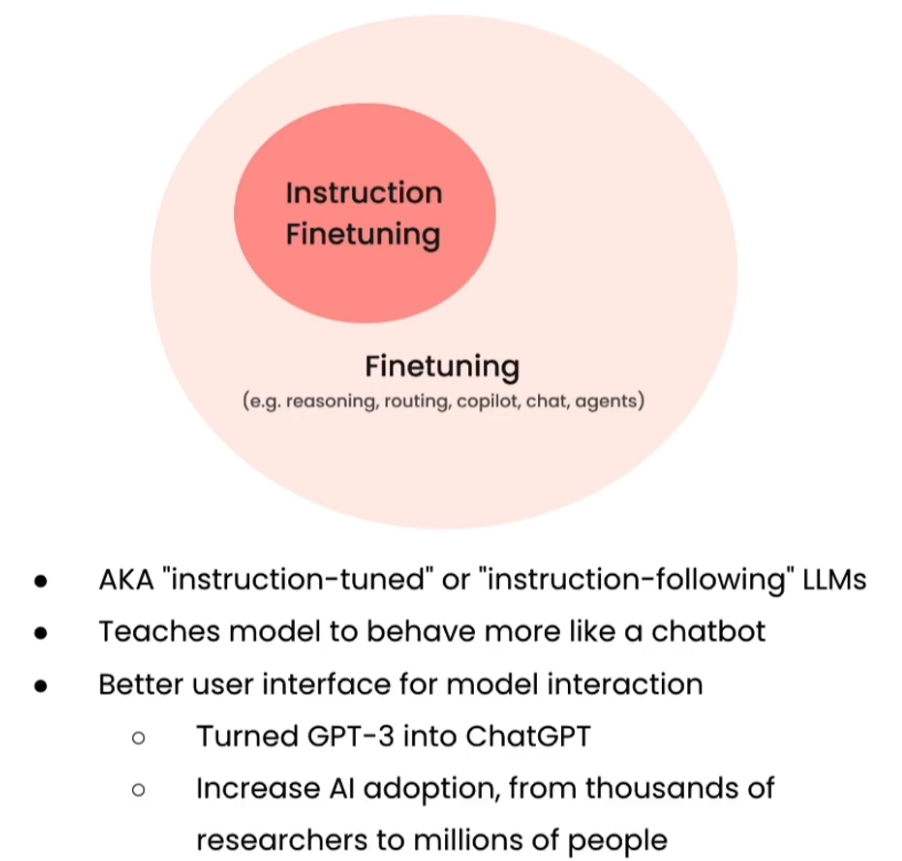 Instruction
Finetuning
Finetuning
(e.g. reasoning, routing, copilot, chat, agents)
● AKA "instruction-tuned" or "instruction-following" LLMs
● Teaches model to behave more like a chatbot
● Better user interface for model interaction
○ Turned GPT-3 into ChatGPT
○ Increase AI adoption, from thousands of
researchers to millions of people